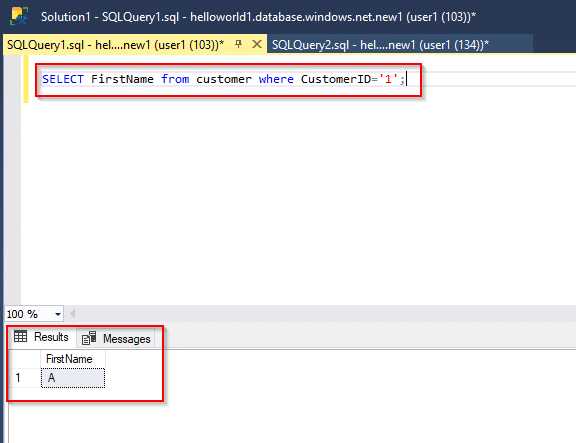 Solution1 - SQLQuery1.sql - helloworld1.database.windows.net.new1 (user1 (103))*
SQLQuery1.sql - hel....new1 (user1 (103))* SQLQuery2.sql - hel....new1 (user1 (134))*
SELECT FirstName from customer where CustomerID='1';
100 %
Results Messages
FirstName
1 A